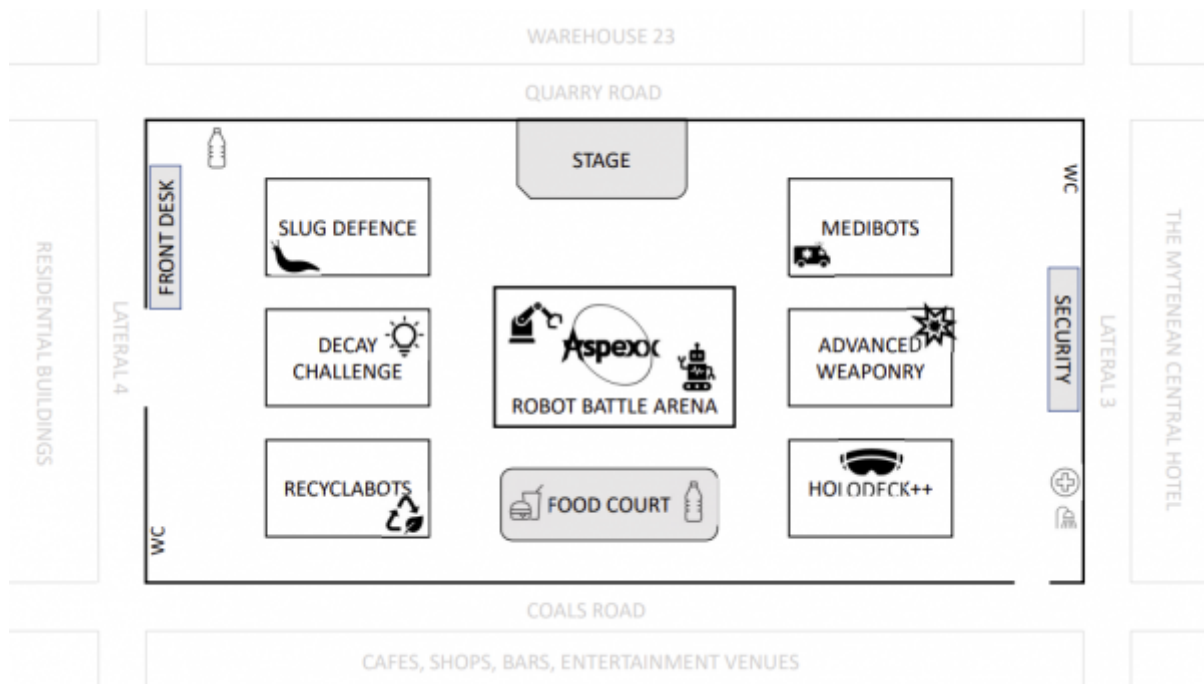 WAREHOUSE 23
QUARRY ROAD
STAGE
WC
FRONT DESK
SLUG DEFENCE
MEDIBOTS
RESIDENTIAL BUILDINGS
LATERAL 4
DECAY
CHALLENGE
Aspexx
ROBOT BATTLE ARENA
ADVANCED
WEAPONRY
SECURITY
LATERAL 3
THE MYTENEAN CENTRAL HOTEL
RECYCLABOTS
FOOD COURT
HOLODECK++
WC
COALS ROAD
CAFES, SHOPS, BARS, ENTERTAINMENT VENUES